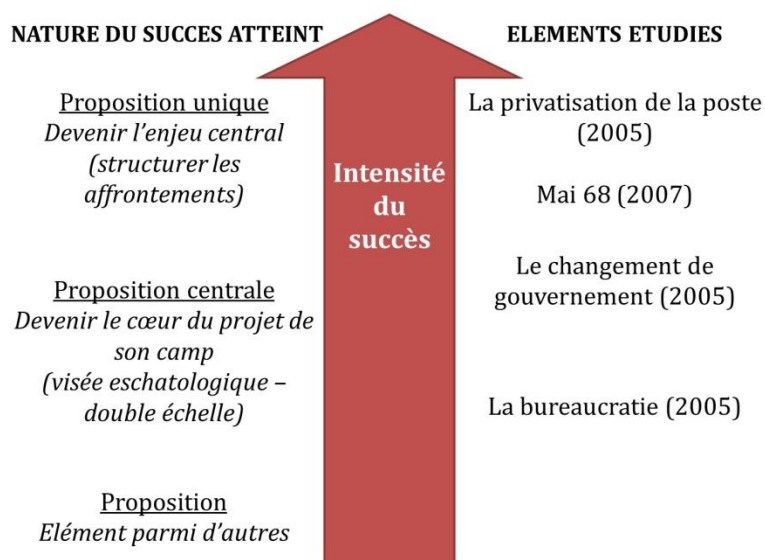 NATURE DU SUCCES ATTEINT
Proposition unique
Devenir l’enjeu central
(structurer les
affrontements)
Proposition centrale
Devenir le cœur du projet de
son camp
(visée eschatologique –
double échelle)
Proposition
Elément parmi d’autres
Intensité
du
succès
ELEMENTS ETUDIES
La privatisation de la poste
(2005)
Mai 68 (2007)
Le changement de
gouvernement (2005)
La bureaucratie (2005)